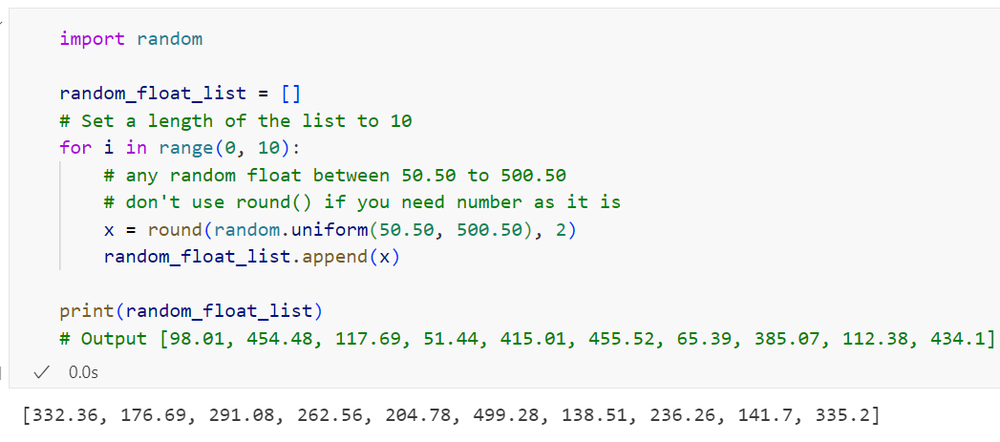 import random
random_float_list = []
# Set a length of the list to 10
for i in range(0, 10):
    # any random float between 50.50 to 500.50
    # don't use round() if you need number as it is
    x = round(random.uniform(50.50, 500.50), 2)
    random_float_list.append(x)
print(random_float_list)
# Output [98.01, 454.48, 117.69, 51.44, 415.01, 455.52, 65.39, 385.07, 112.38, 434.1]
0.0s
[332.36, 176.69, 291.08, 262.56, 204.78, 499.28, 138.51, 236.26, 141.7, 335.2]